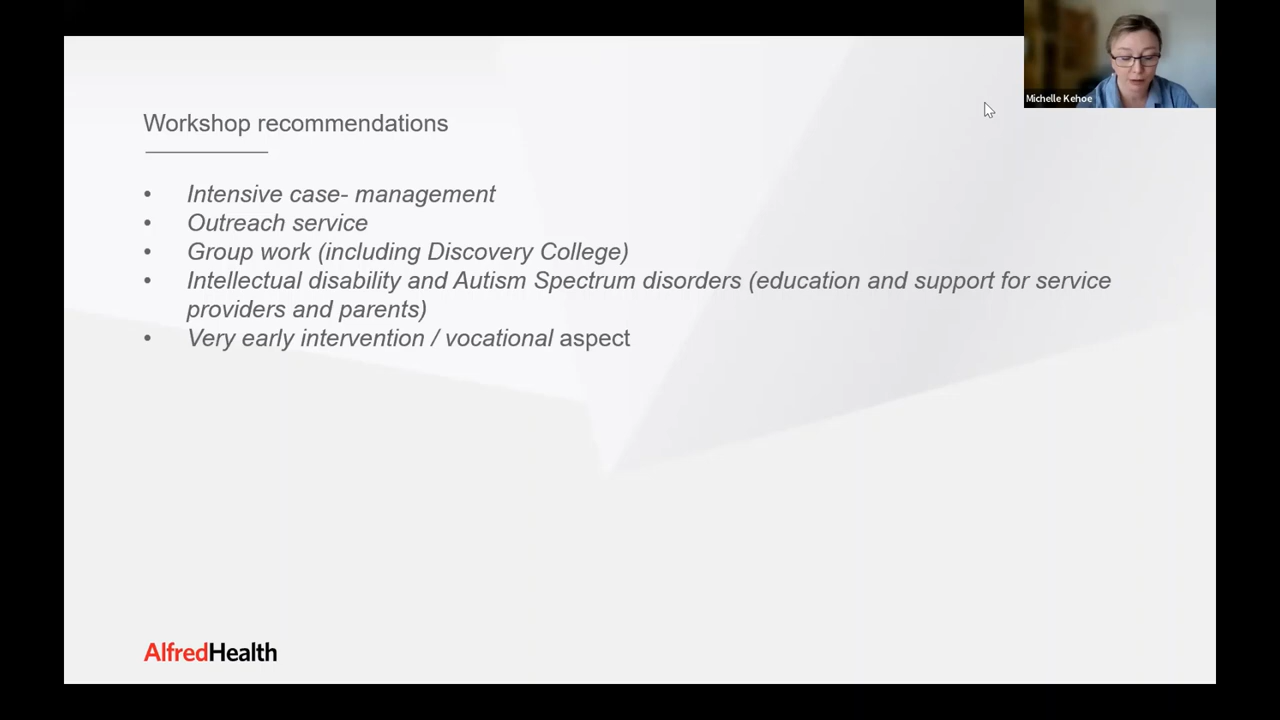 Michelle Kehoe
Workshop recommendations
• Intensive case- management
• Outreach service
• Group work (including Discovery College)
• Intellectual disability and Autism Spectrum disorders (education and support for service
providers and parents)
• Very early intervention / vocational aspect
AlfredHealth